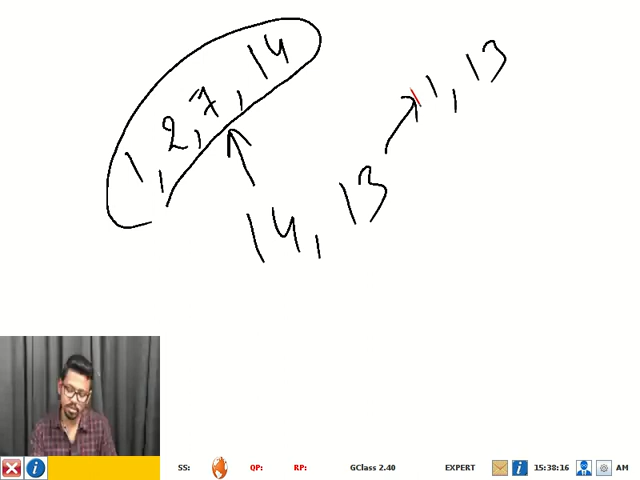 1, 2, 7, 14
1, 13
14, 13
SS: QP: RP: GClass 2.40 EXPERT 15:38:16 AM